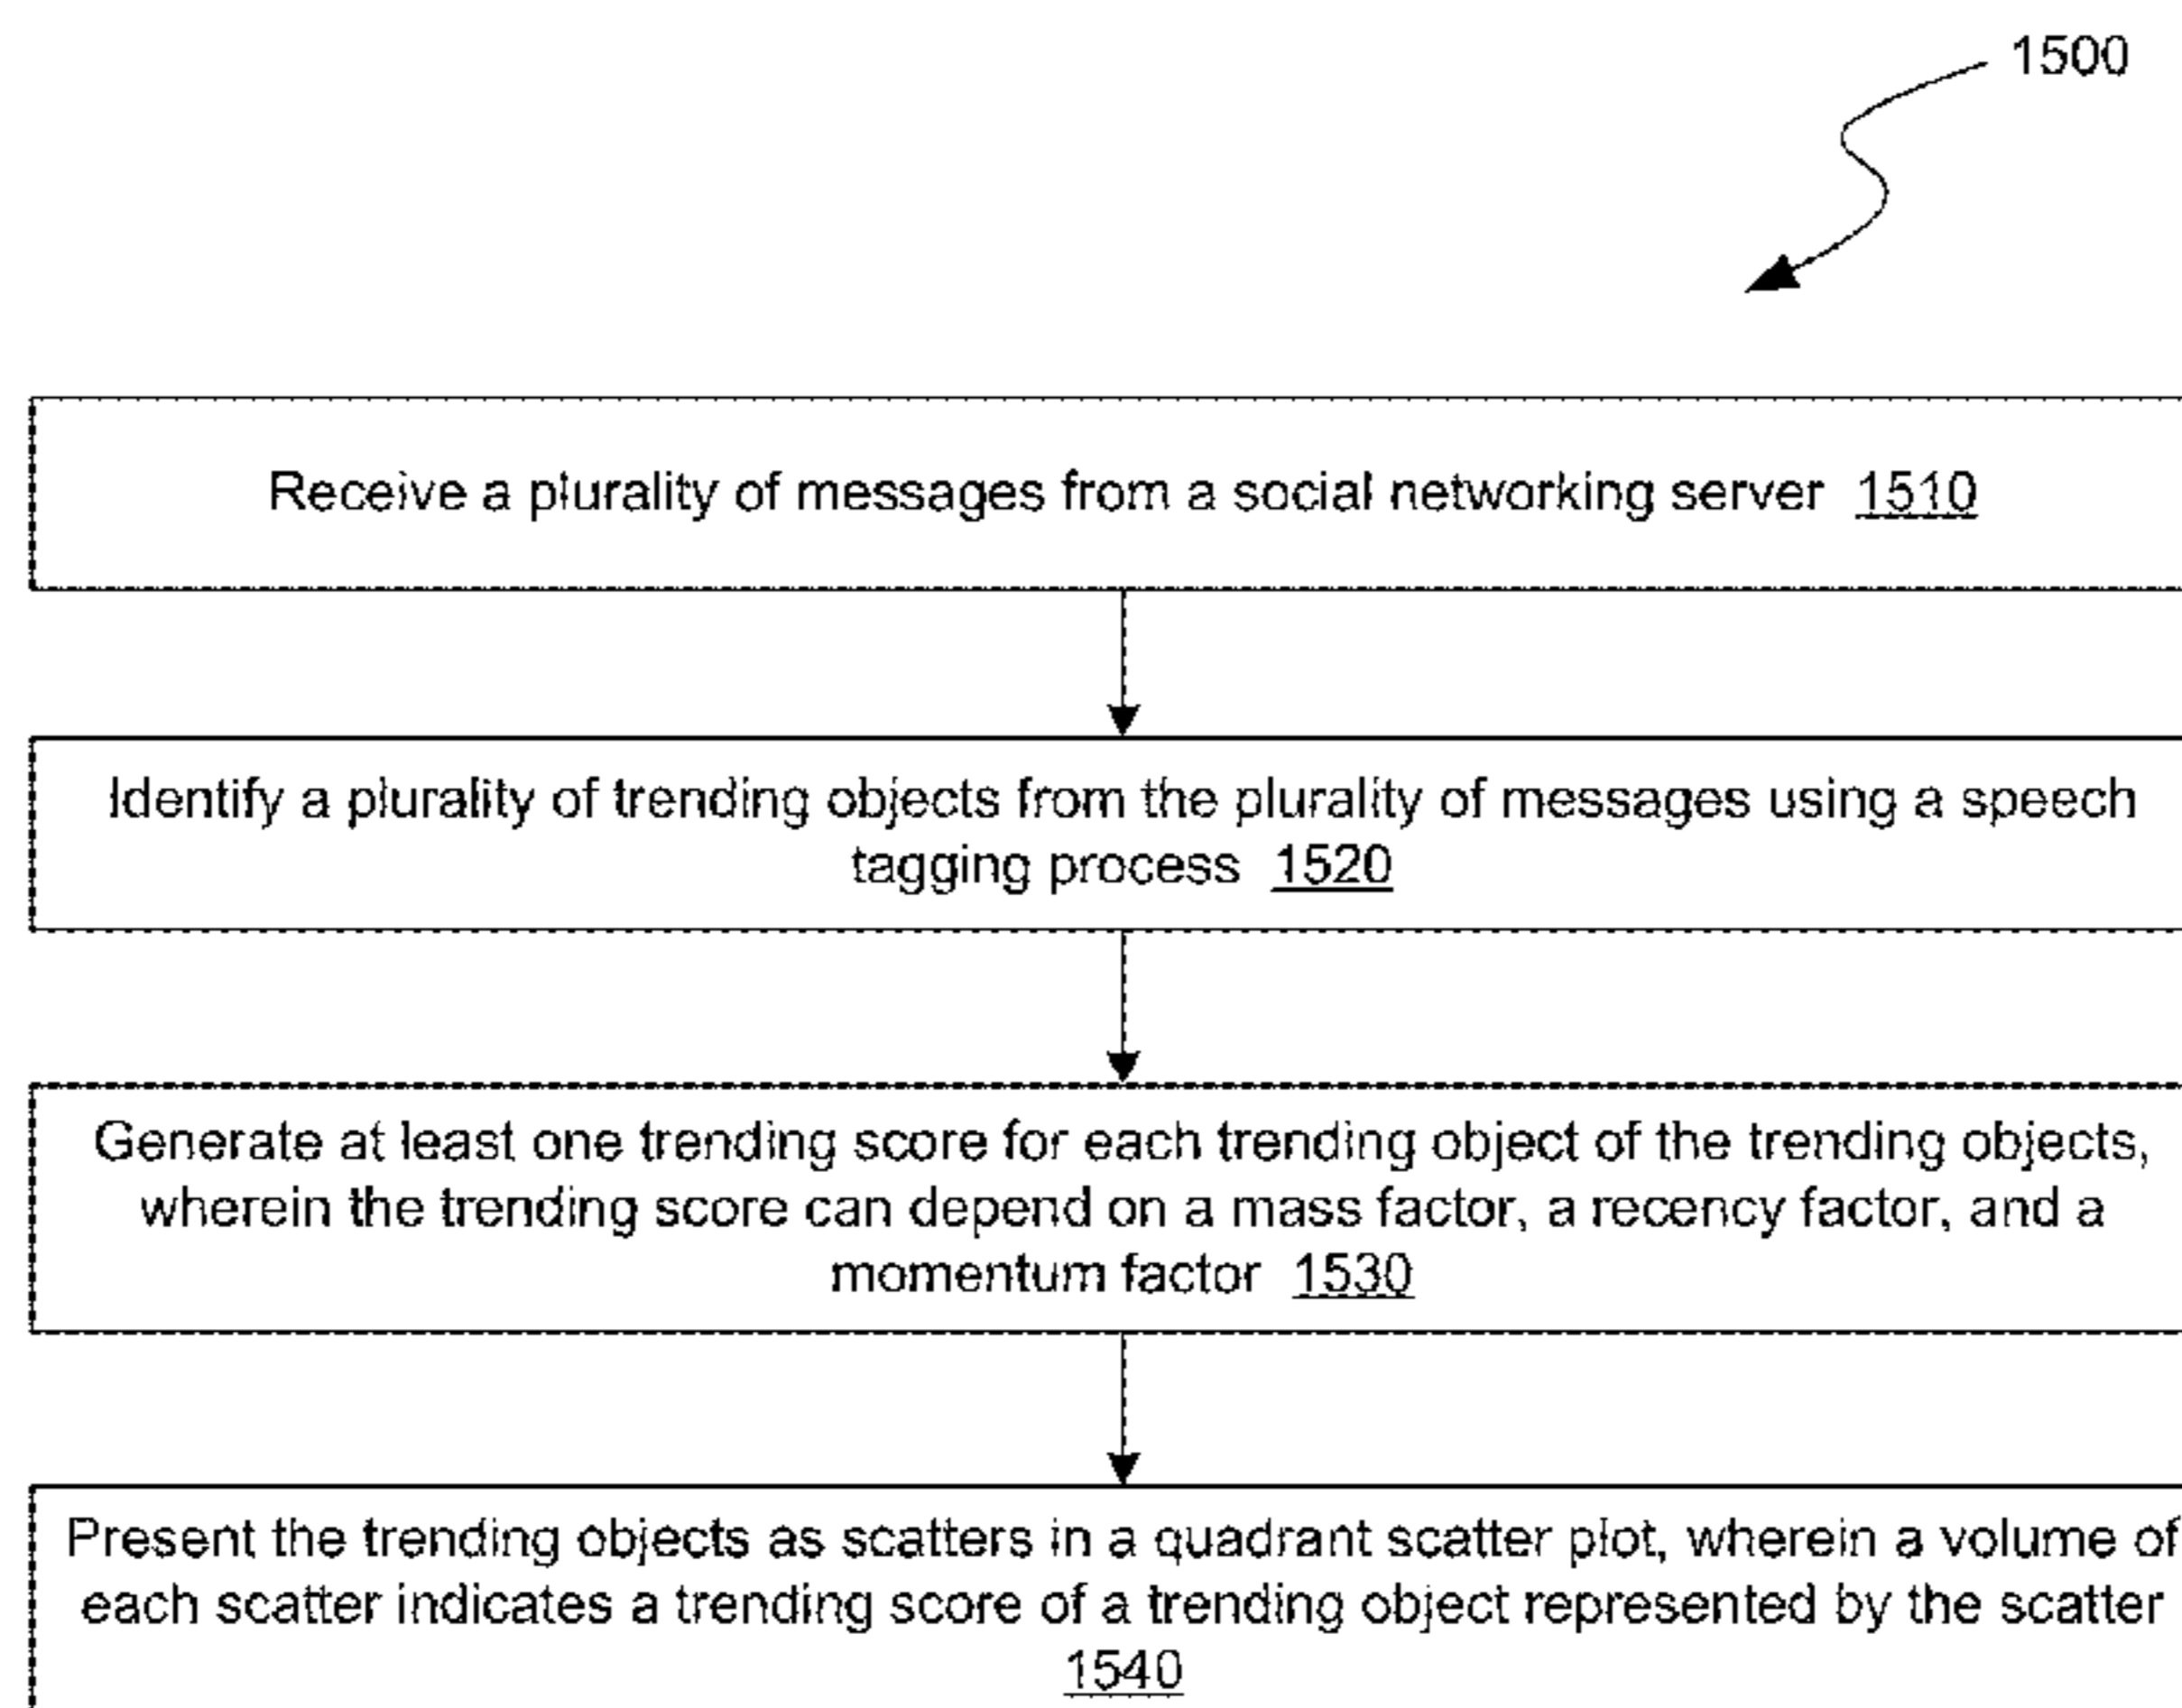 1500
Receive a plurality of messages from a social networking server 1510
Identify a plurality of trending objects from the plurality of messages using a speech
tagging process 1520
Generate at least one trending score for each trending object of the trending objects,
wherein the trending score can depend on a mass factor, a recency factor, and a
momentum factor 1530
Present the trending objects as scatters in a quadrant scatter plot, wherein a volume of
each scatter indicates a trending score of a trending object represented by the scatter
1540